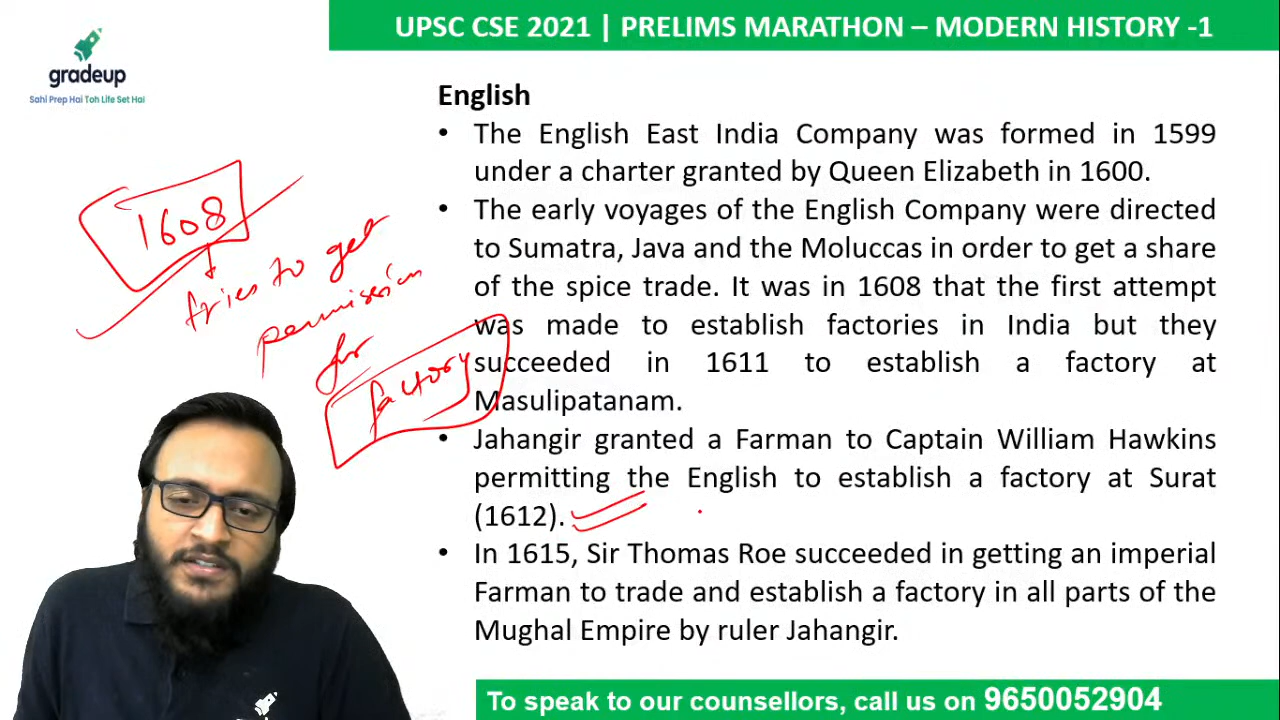 UPSC CSE 2021 | PRELIMS MARATHON – MODERN HISTORY -1
gradeup
Sahi Prep Hai Toh Life Set Hai
English
• The English East India Company was formed in 1599
under a charter granted by Queen Elizabeth in 1600.
• The early voyages of the English Company were directed
to Sumatra, Java and the Moluccas in order to get a share
of the spice trade. It was in 1608 that the first attempt
was made to establish factories in India but they
succeeded in 1611 to establish a factory at
Masulipatanam.
• Jahangir granted a Farman to Captain William Hawkins
permitting the English to establish a factory at Surat
(1612).
• In 1615, Sir Thomas Roe succeeded in getting an imperial
Farman to trade and establish a factory in all parts of the
Mughal Empire by ruler Jahangir.
1608
tries to get
permission
for
factory
To speak to our counsellors, call us on 9650052904